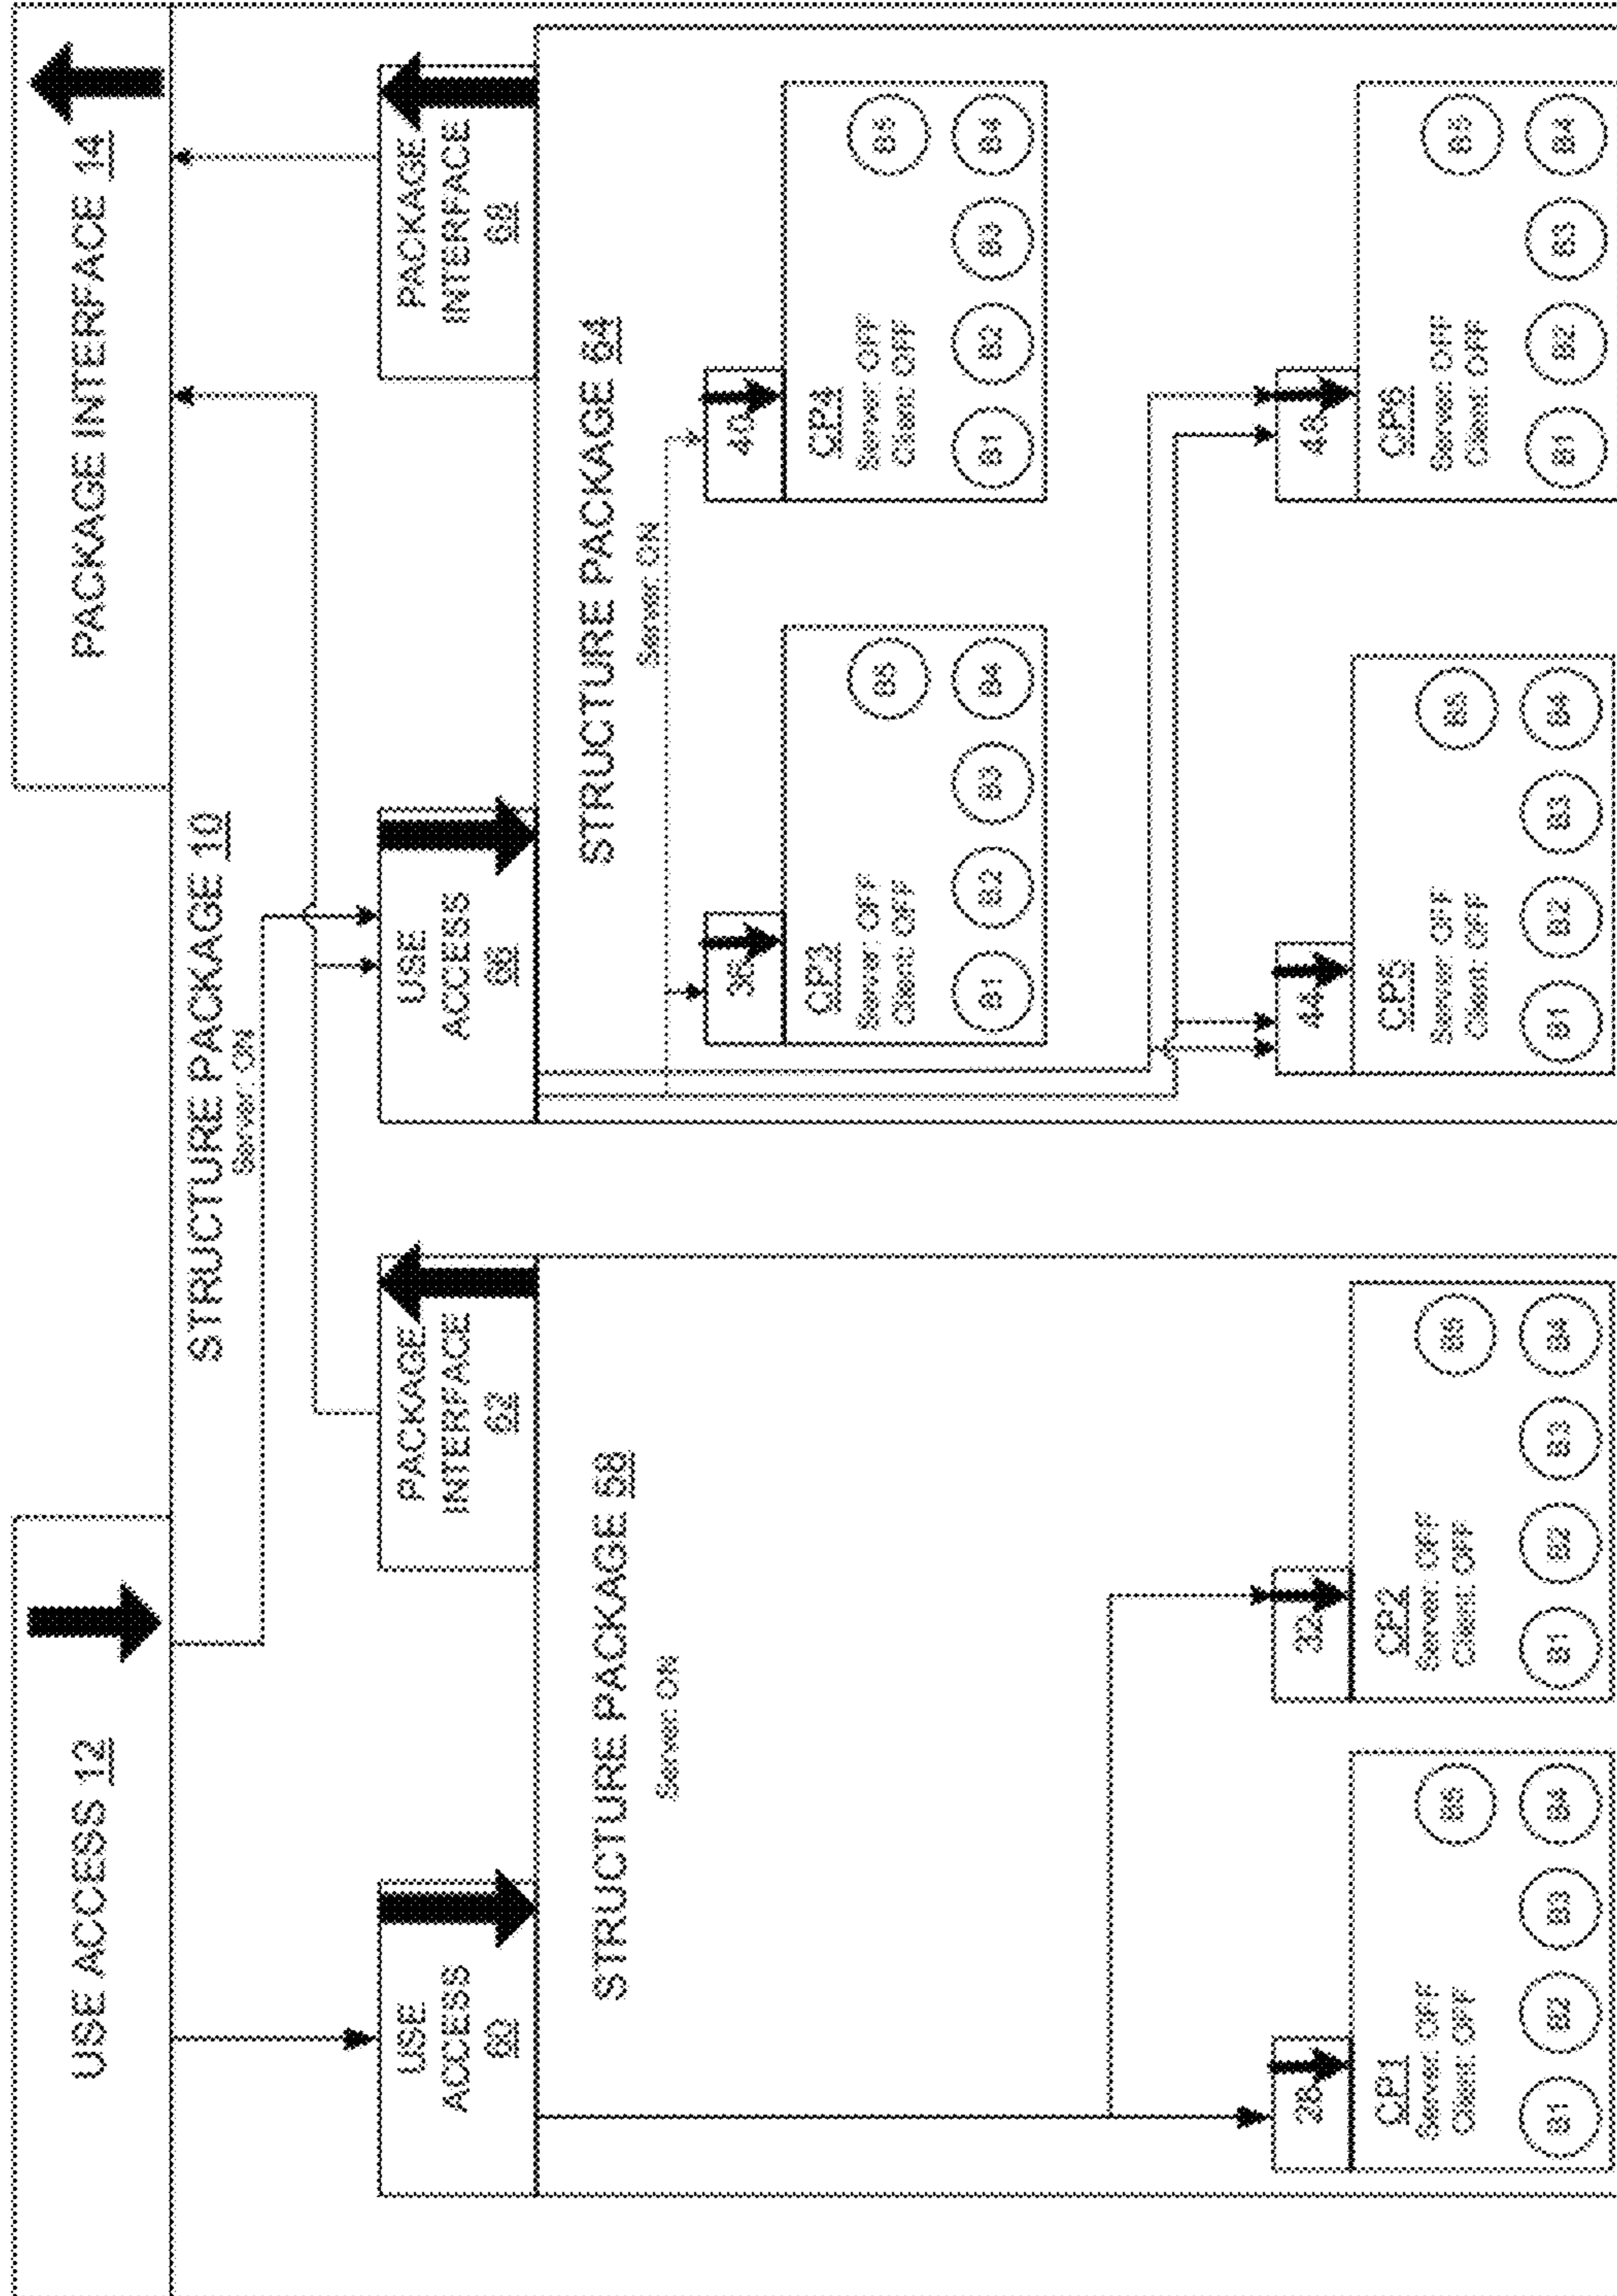 USE ACCESS 12
PACKAGE INTERFACE 14
STRUCTURE PACKAGE 10
Server: ON
USE
ACCESS
60
PACKAGE
INTERFACE
62
USE
ACCESS
66
PACKAGE
INTERFACE
68
STRUCTURE PACKAGE 58
Server: ON
STRUCTURE PACKAGE 64
Server: ON
36
CP3
Server: OFF
Client: OFF
B5
B1
B2
B3
B4
40
CP4
Server: OFF
Client: OFF
B5
B1
B2
B3
B4
28
CP1
Server: OFF
Client: OFF
B5
B1
B2
B3
B4
32
CP2
Server: OFF
Client: OFF
B5
B1
B2
B3
B4
44
CP5
Server: OFF
Client: OFF
B5
B1
B2
B3
B4
48
CP6
Server: OFF
Client: OFF
B5
B1
B2
B3
B4